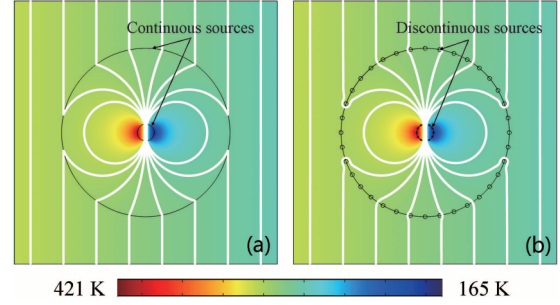 Continuous sources
Discontinuous sources
(a)
(b)
421 K
165 K